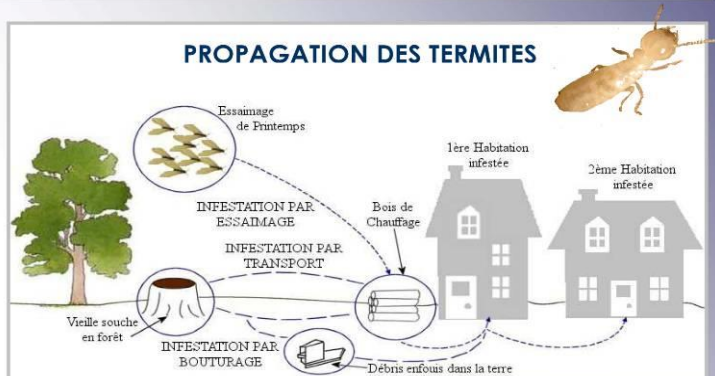 PROPAGATION DES TERMITES
Essaimage
de Printemps
1ère Habitation
infestée
2ème Habitation
infestée
INFESTATION PAR
ESSAIMAGE
Bois de
Chauffage
INFESTATION PAR
TRANSPORT
Vieille souche
en forêt
INFESTATION PAR
BOUTURAGE
Débris enfouis dans la terre